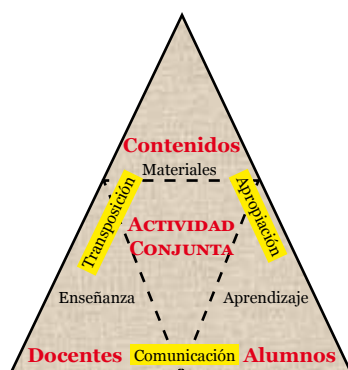 Contenidos
Materiales
Transposición
Apropiación
ACTIVIDAD
CONJUNTA
Enseñanza
Aprendizaje
Docentes
Comunicación
Alumnos